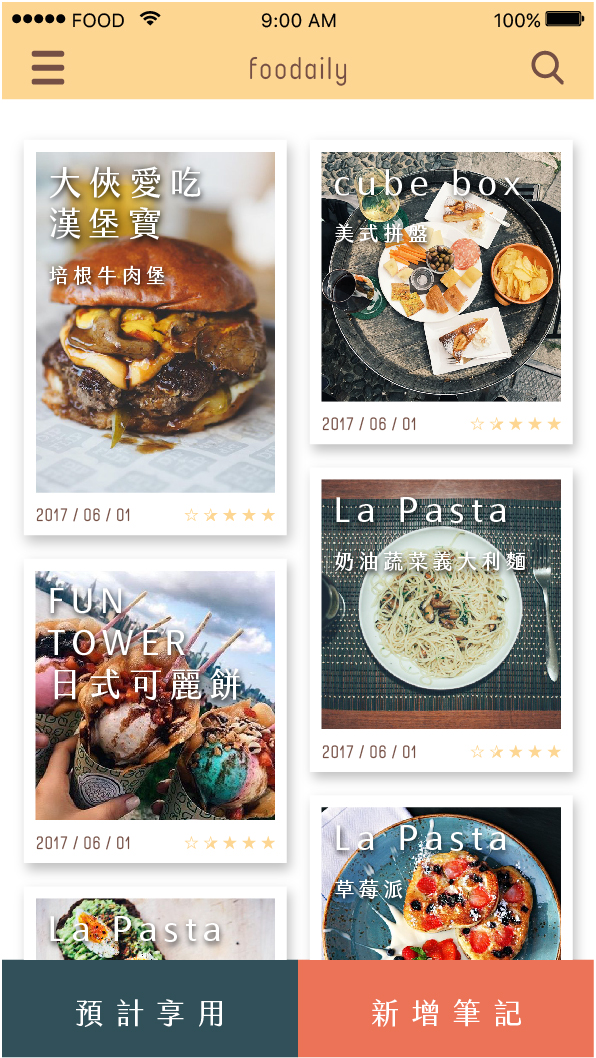 FOOD
9:00 AM
100%
foodaily
大俠愛吃
漢堡寶
培根牛肉堡
2017 / 06 / 01
cube box
美式拼盤
2017 / 06 / 01
La Pasta
奶油蔬菜義大利麵
2017 / 06 / 01
FUN
TOWER
日式可麗餅
2017 / 06 / 01
La Pasta
草莓派
La Pasta
預計享用
新增筆記